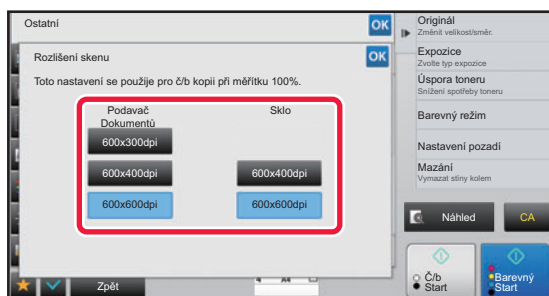 Ostatní
OK
Rozlišení skenu
OK
Toto nastavení se použije pro č/b kopii při měřítku 100%.
Podavač
Dokumentů
Sklo
600x300dpi
600x400dpi
600x400dpi
600x600dpi
600x600dpi
Zpět
A4
Originál
Změnit velikost/směr.
Expozice
Zvolte typ expozice
Úspora toneru
Snížení spotřeby toneru
Barevný režim
Nastavení pozadí
Mazání
Vymazat stíny kolem
Náhled
CA
Č/b
Start
Barevný
Start